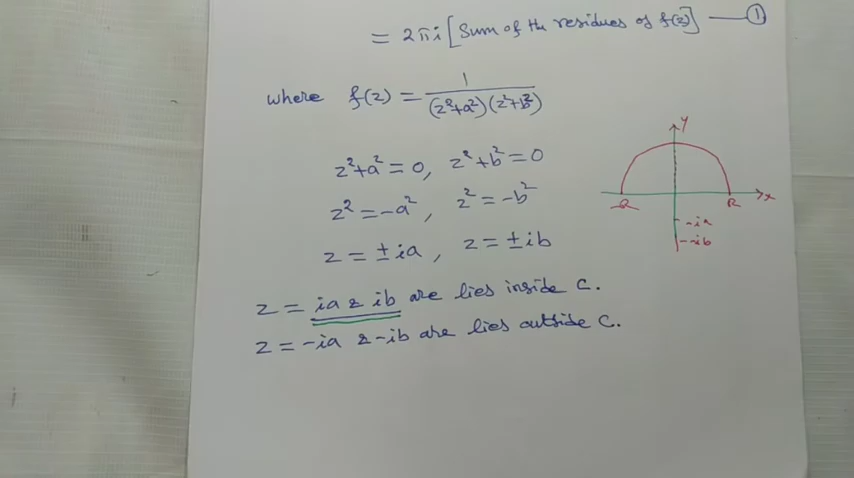 = 2πi [Sum of the residues of f(z)] — ①
where f(z) = 1 / (z²+a²)(z²+b²)
z²+a² = 0, z²+b² = 0
z² = -a², z² = -b²
z = ±ia, z = ±ib
z = ia & ib are lies inside C.
z = -ia & -ib are lies outside C.
y
-R
R
x
-ia
-ib